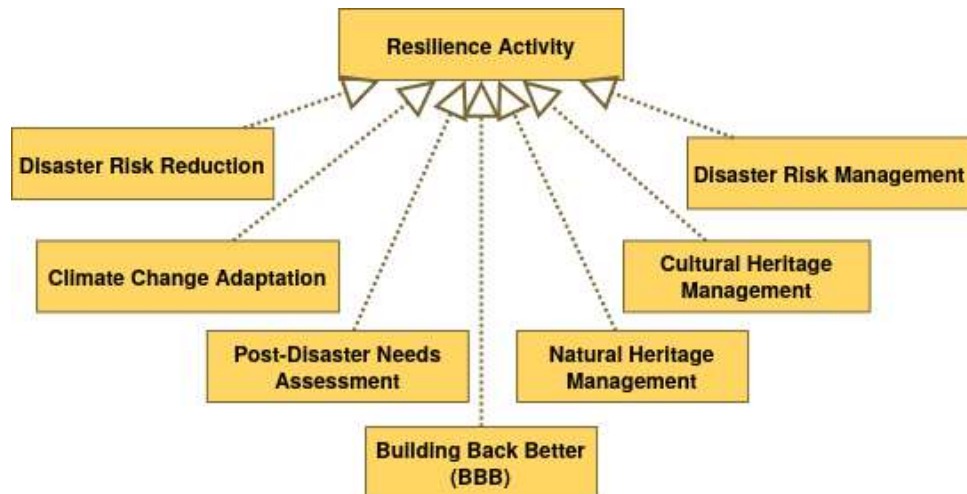 Resilience Activity
Disaster Risk Reduction
Disaster Risk Management
Climate Change Adaptation
Cultural Heritage
Management
Post-Disaster Needs
Assessment
Natural Heritage
Management
Building Back Better
(BBB)